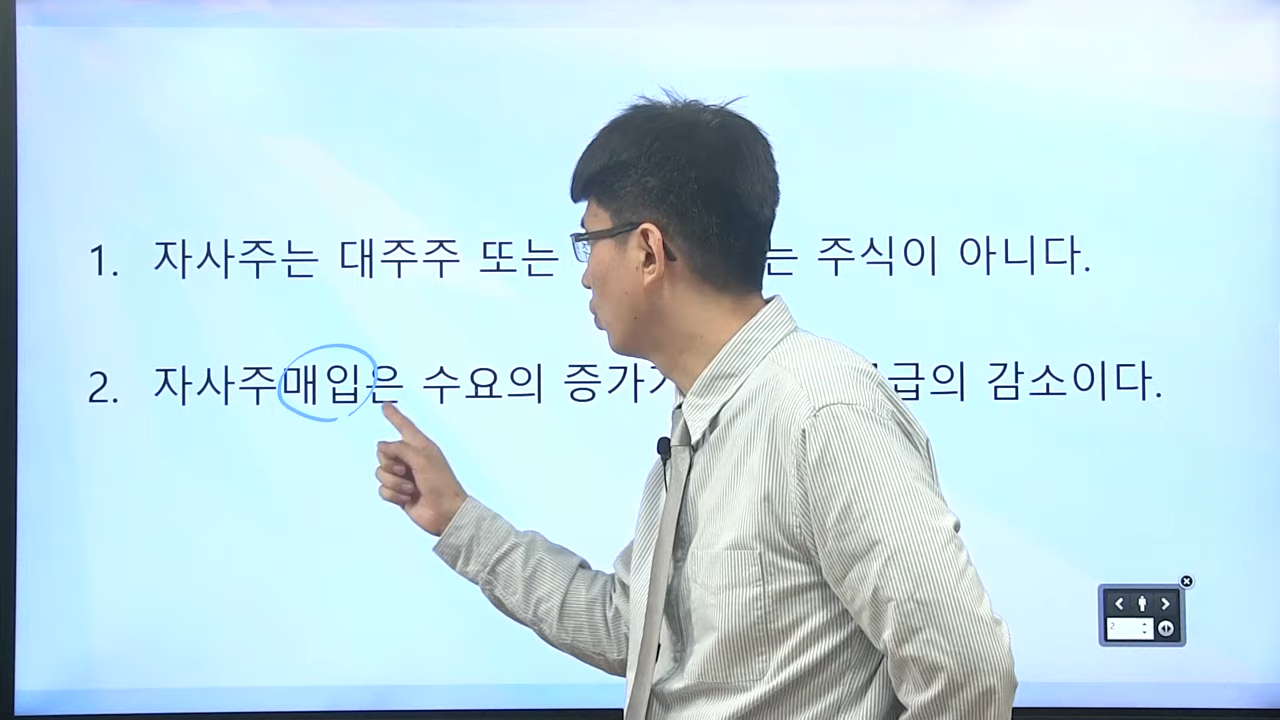 1. 자사주는 대주주 또는 는 주식이 아니다.
2. 자사주매입은 수요의 증가 급의 감소이다.
2